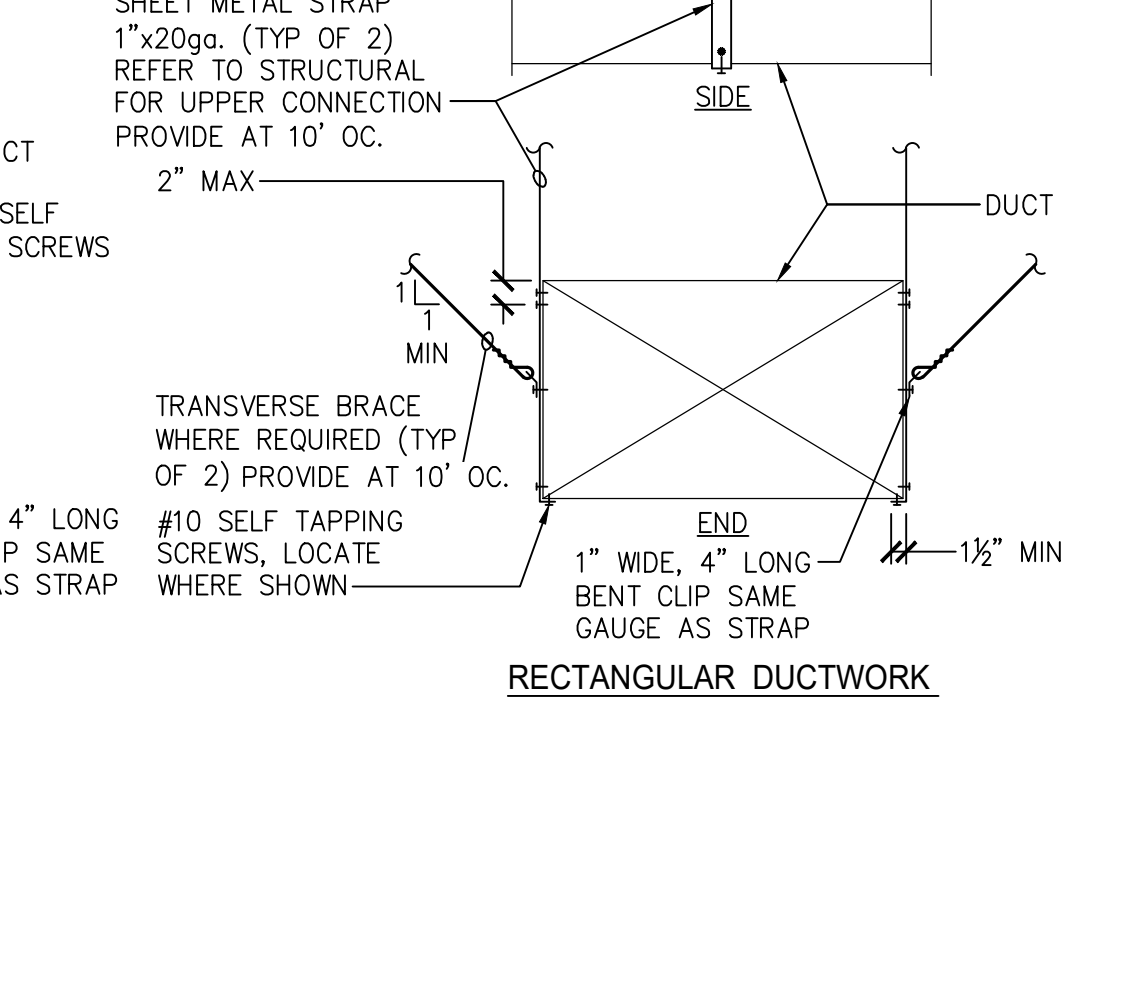 SHEET METAL STRAP
1"x20ga. (TYP OF 2)
REFER TO STRUCTURAL
FOR UPPER CONNECTION
PROVIDE AT 10' OC.
SIDE
CT
2" MAX
DUCT
SELF
SCREWS
1
1
MIN
TRANSVERSE BRACE
WHERE REQUIRED (TYP
OF 2) PROVIDE AT 10' OC.
4" LONG
P SAME
AS STRAP
#10 SELF TAPPING
SCREWS, LOCATE
WHERE SHOWN
END
1" WIDE, 4" LONG
BENT CLIP SAME
GAUGE AS STRAP
1½" MIN
RECTANGULAR DUCTWORK